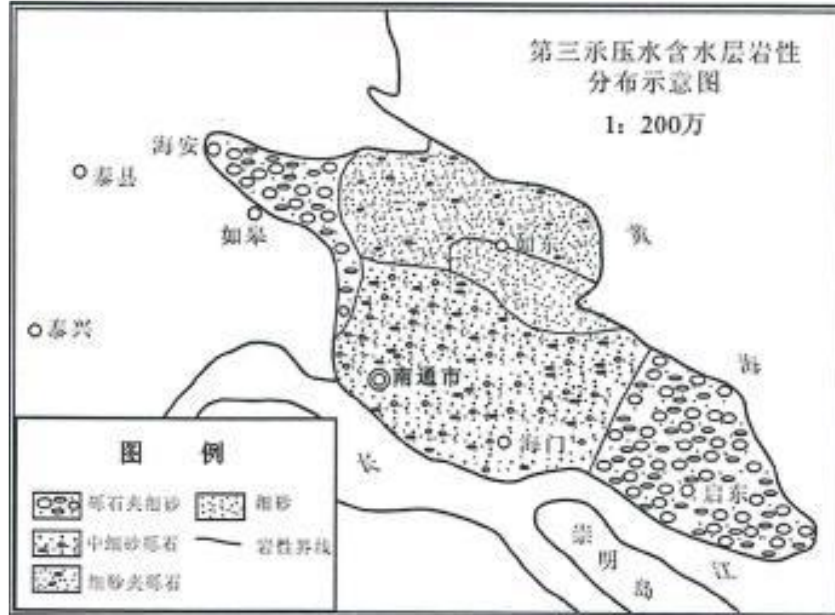 第三承压水含水层岩性
分布示意图
1：200万
海安
泰县
如皋
如东
黄
泰兴
海
南通市
海门
长
启东
崇
明
岛
江
图 例
砾石夹细砂
细砂
中细砂砾石
岩性界线
细砂夹砾石